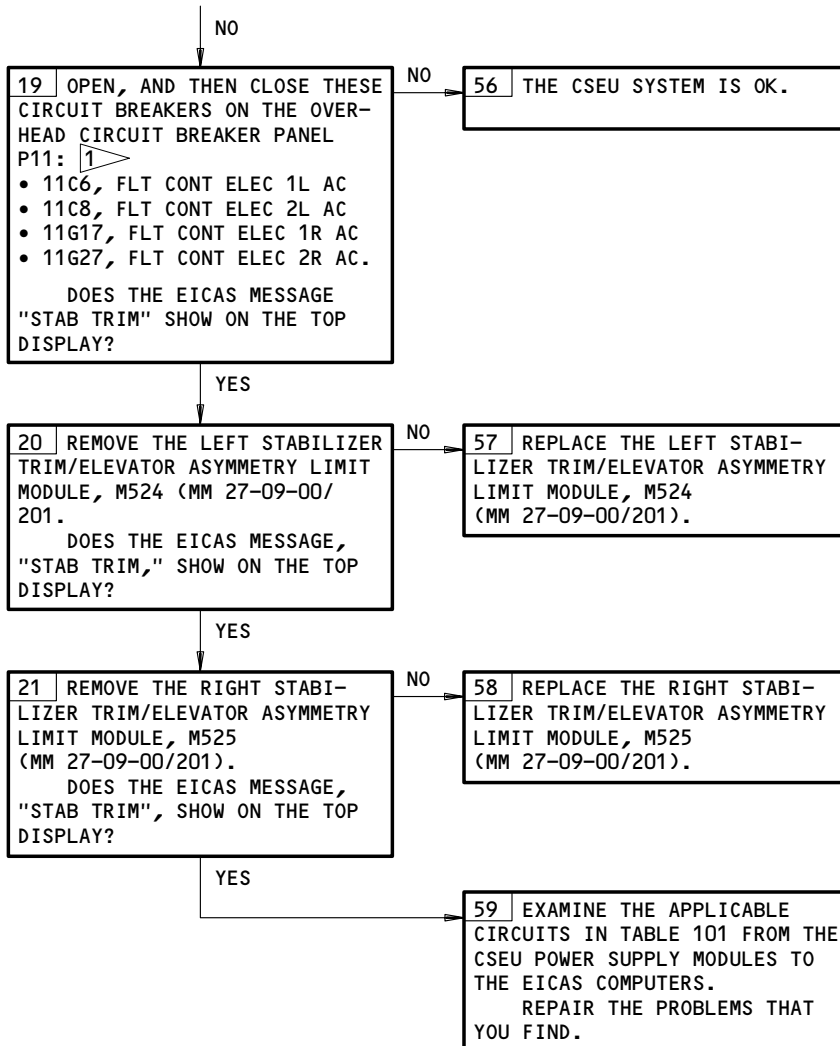 NO
19 OPEN, AND THEN CLOSE THESE
CIRCUIT BREAKERS ON THE OVER-
HEAD CIRCUIT BREAKER PANEL
P11: 1
• 11C6, FLT CONT ELEC 1L AC
• 11C8, FLT CONT ELEC 2L AC
• 11G17, FLT CONT ELEC 1R AC
• 11G27, FLT CONT ELEC 2R AC.
DOES THE EICAS MESSAGE
"STAB TRIM" SHOW ON THE TOP
DISPLAY?
NO
56 THE CSEU SYSTEM IS OK.
YES
20 REMOVE THE LEFT STABILIZER
TRIM/ELEVATOR ASYMMETRY LIMIT
MODULE, M524 (MM 27-09-00/
201.
DOES THE EICAS MESSAGE,
"STAB TRIM," SHOW ON THE TOP
DISPLAY?
NO
57 REPLACE THE LEFT STABI-
LIZER TRIM/ELEVATOR ASYMMETRY
LIMIT MODULE, M524
(MM 27-09-00/201).
YES
21 REMOVE THE RIGHT STABI-
LIZER TRIM/ELEVATOR ASYMMETRY
LIMIT MODULE, M525
(MM 27-09-00/201).
DOES THE EICAS MESSAGE,
"STAB TRIM", SHOW ON THE TOP
DISPLAY?
NO
58 REPLACE THE RIGHT STABI-
LIZER TRIM/ELEVATOR ASYMMETRY
LIMIT MODULE, M525
(MM 27-09-00/201).
YES
59 EXAMINE THE APPLICABLE
CIRCUITS IN TABLE 101 FROM THE
CSEU POWER SUPPLY MODULES TO
THE EICAS COMPUTERS.
REPAIR THE PROBLEMS THAT
YOU FIND.